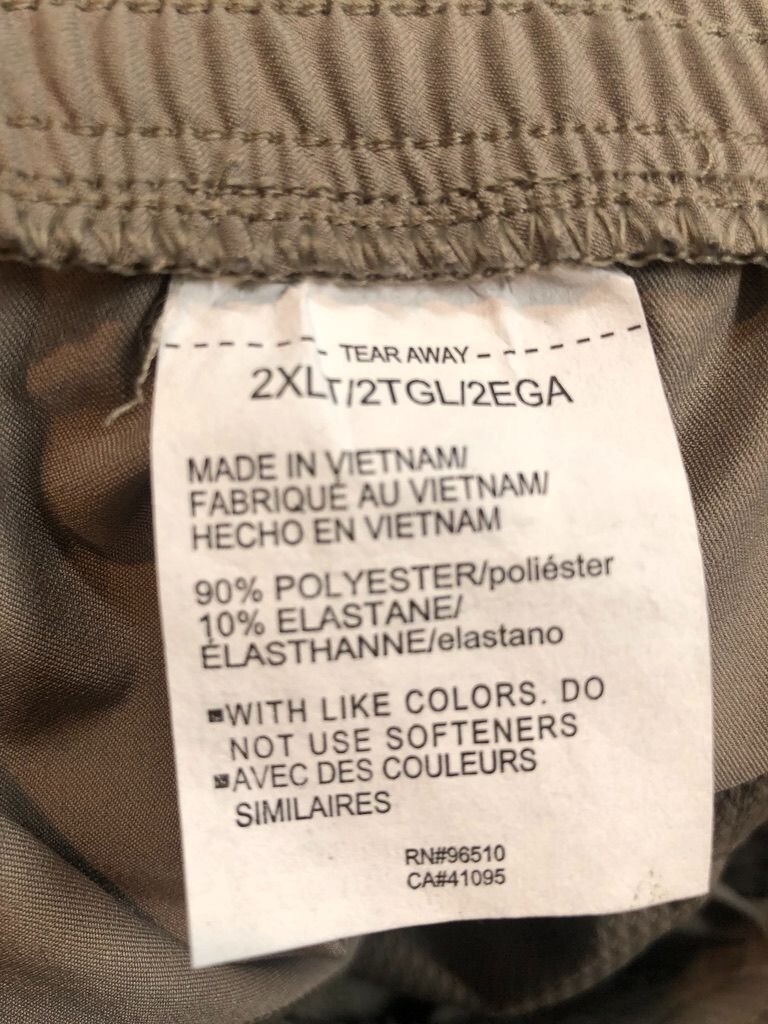 - - - - - - - - TEAR AWAY - - - - - - - -
2XLT/2TGL/2EGA
MADE IN VIETNAM/
FABRIQUÉ AU VIETNAM/
HECHO EN VIETNAM
90% POLYESTER/poliéster
10% ELASTANE/
ÉLASTHANNE/elastano
▪WITH LIKE COLORS. DO
NOT USE SOFTENERS
▪AVEC DES COULEURS
SIMILAIRES
RN#96510
CA#41095